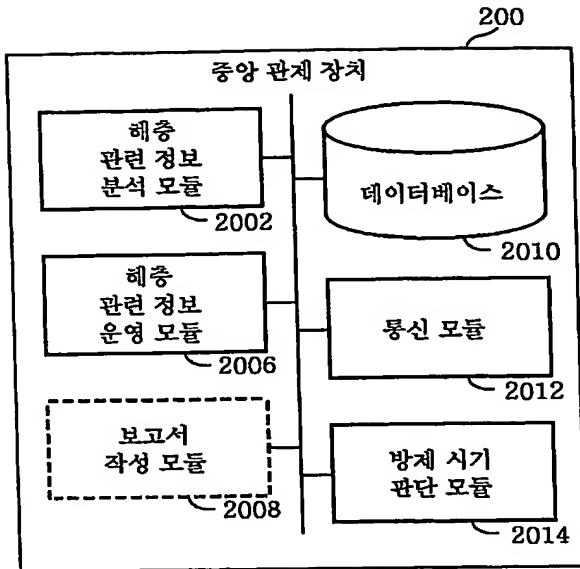 200
중앙 관제 장치
해충
관련 정보
분석 모듈
2002
데이터베이스
2010
해충
관련 정보
운영 모듈
2006
통신 모듈
2012
보고서
작성 모듈
2008
방제 시기
판단 모듈
2014